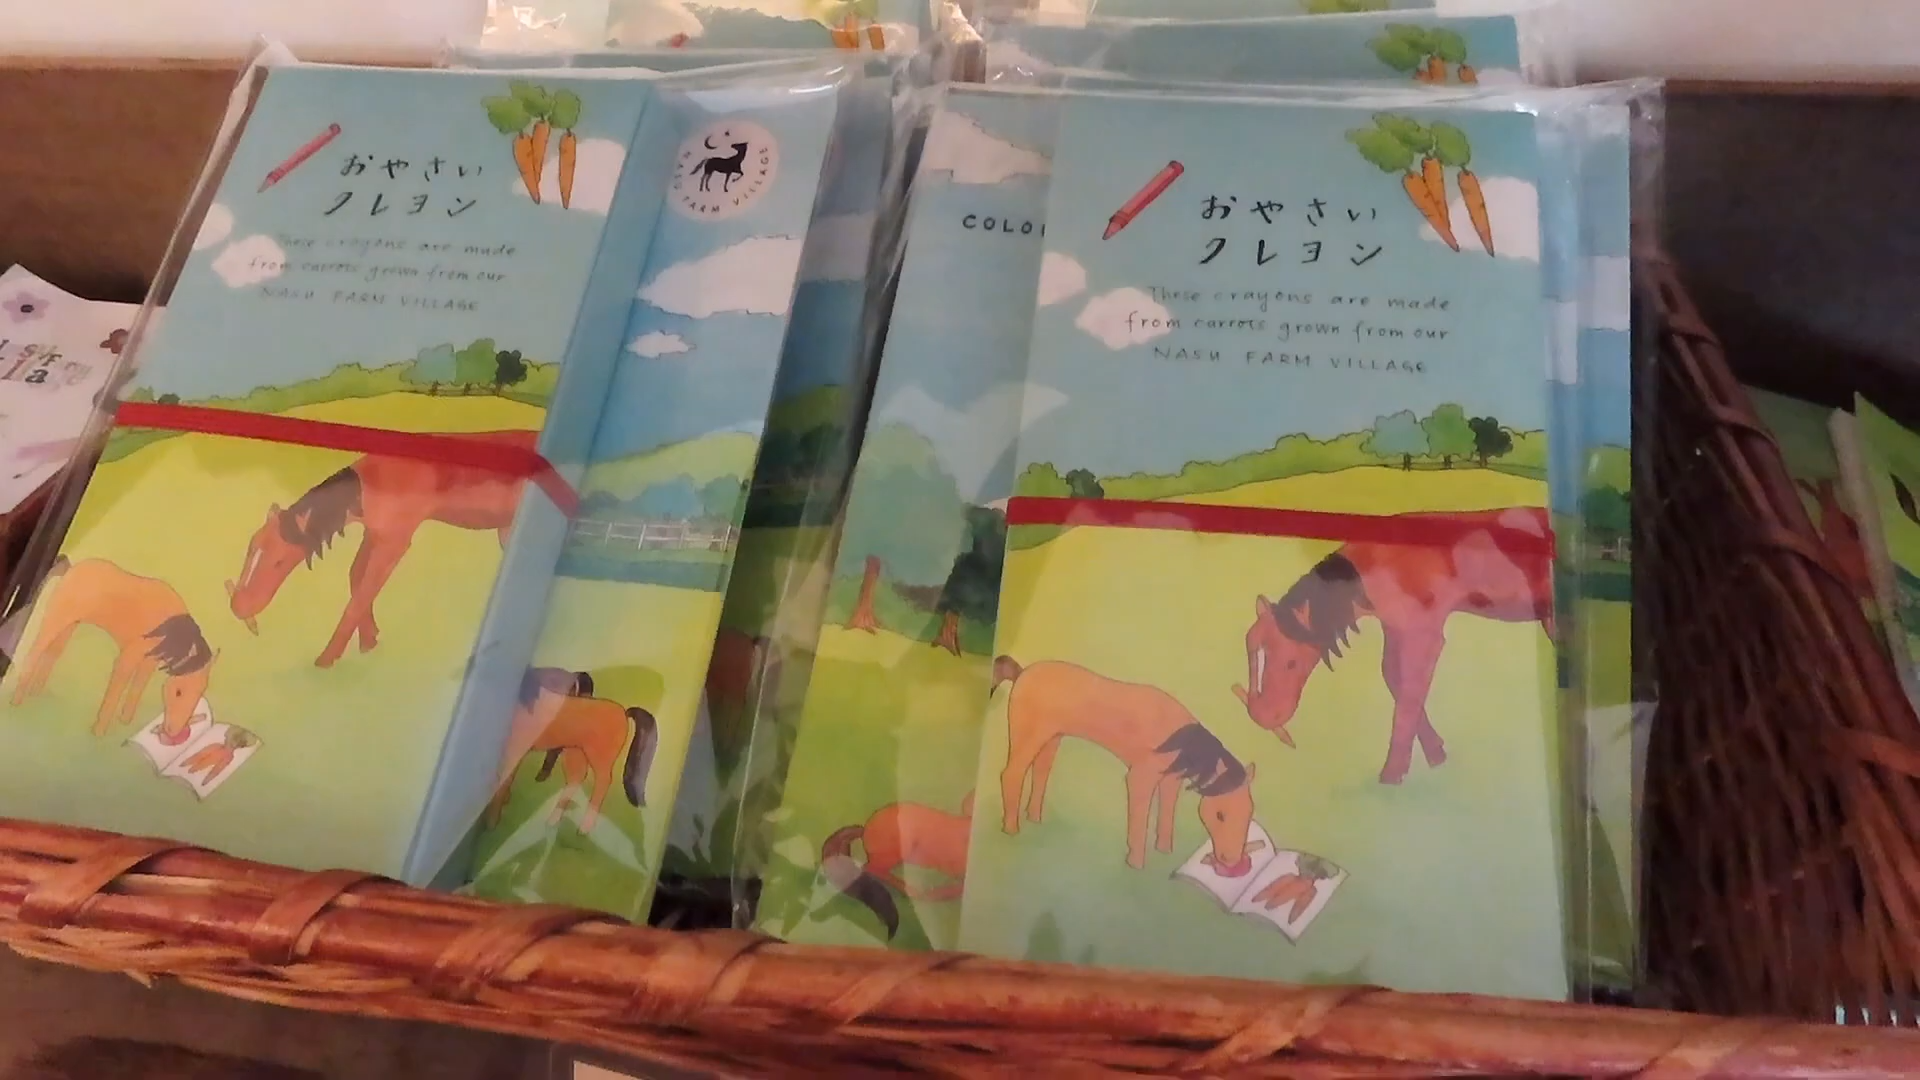 おやさい
クレヨン
These crayons are made
from carrots grown from our
NASU FARM VILLAGE
NASU FARM VILLAGE
COLO
おやさい
クレヨン
These crayons are made
from carrots grown from our
NASU FARM VILLAGE